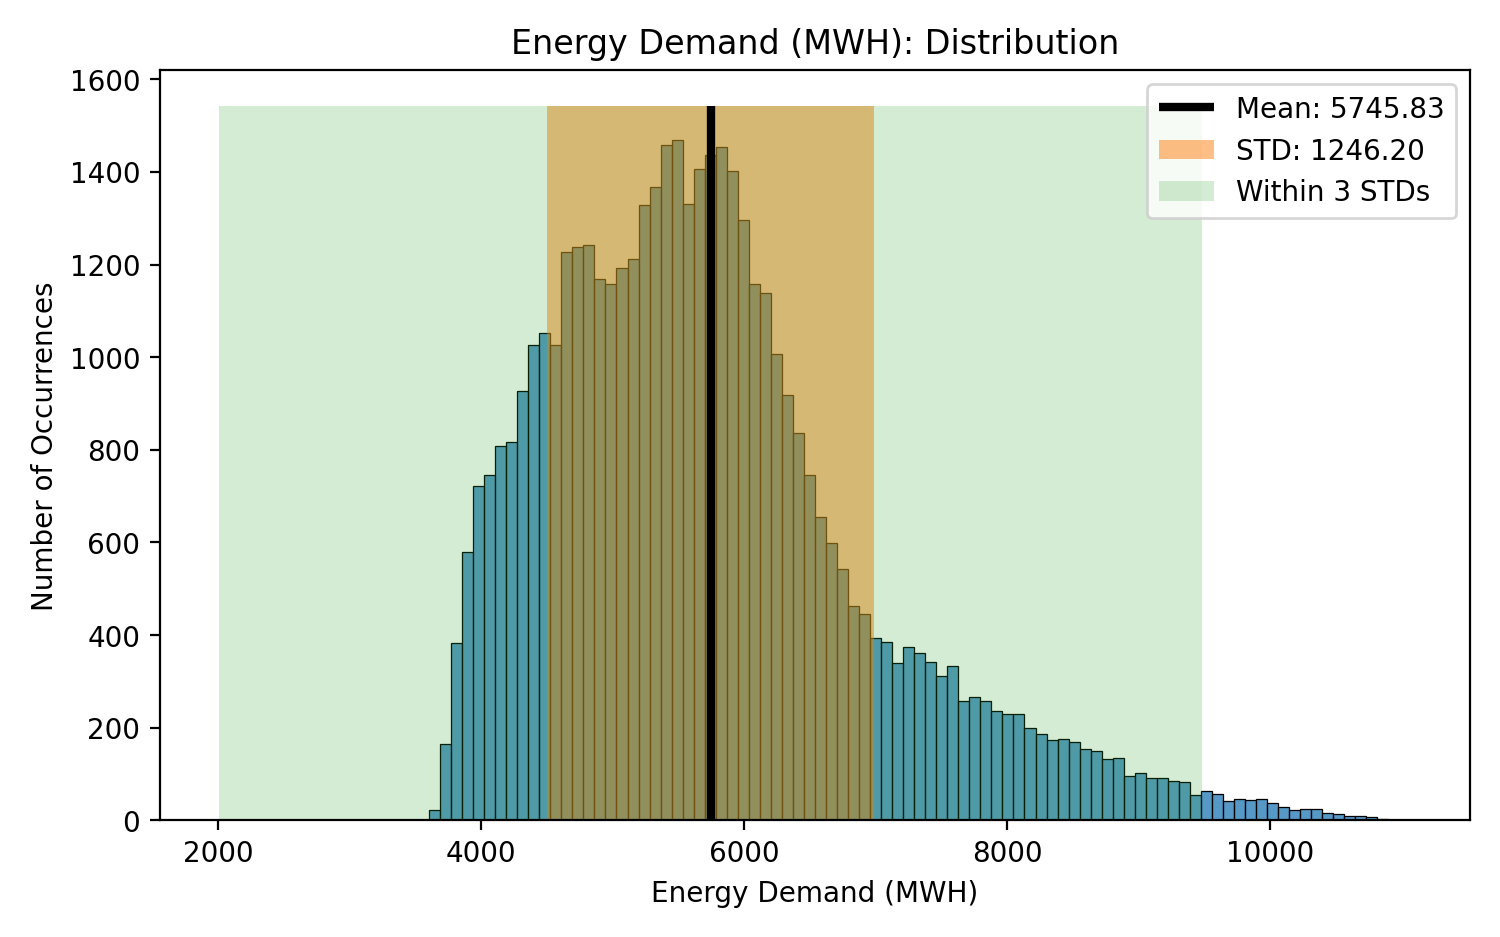 Energy Demand (MWH): Distribution
Mean: 5745.83
STD: 1246.20
Within 3 STDs
1600
1400
1200
1000
800
600
400
200
0
Number of Occurrences
2000 4000 6000 8000 10000
Energy Demand (MWH)